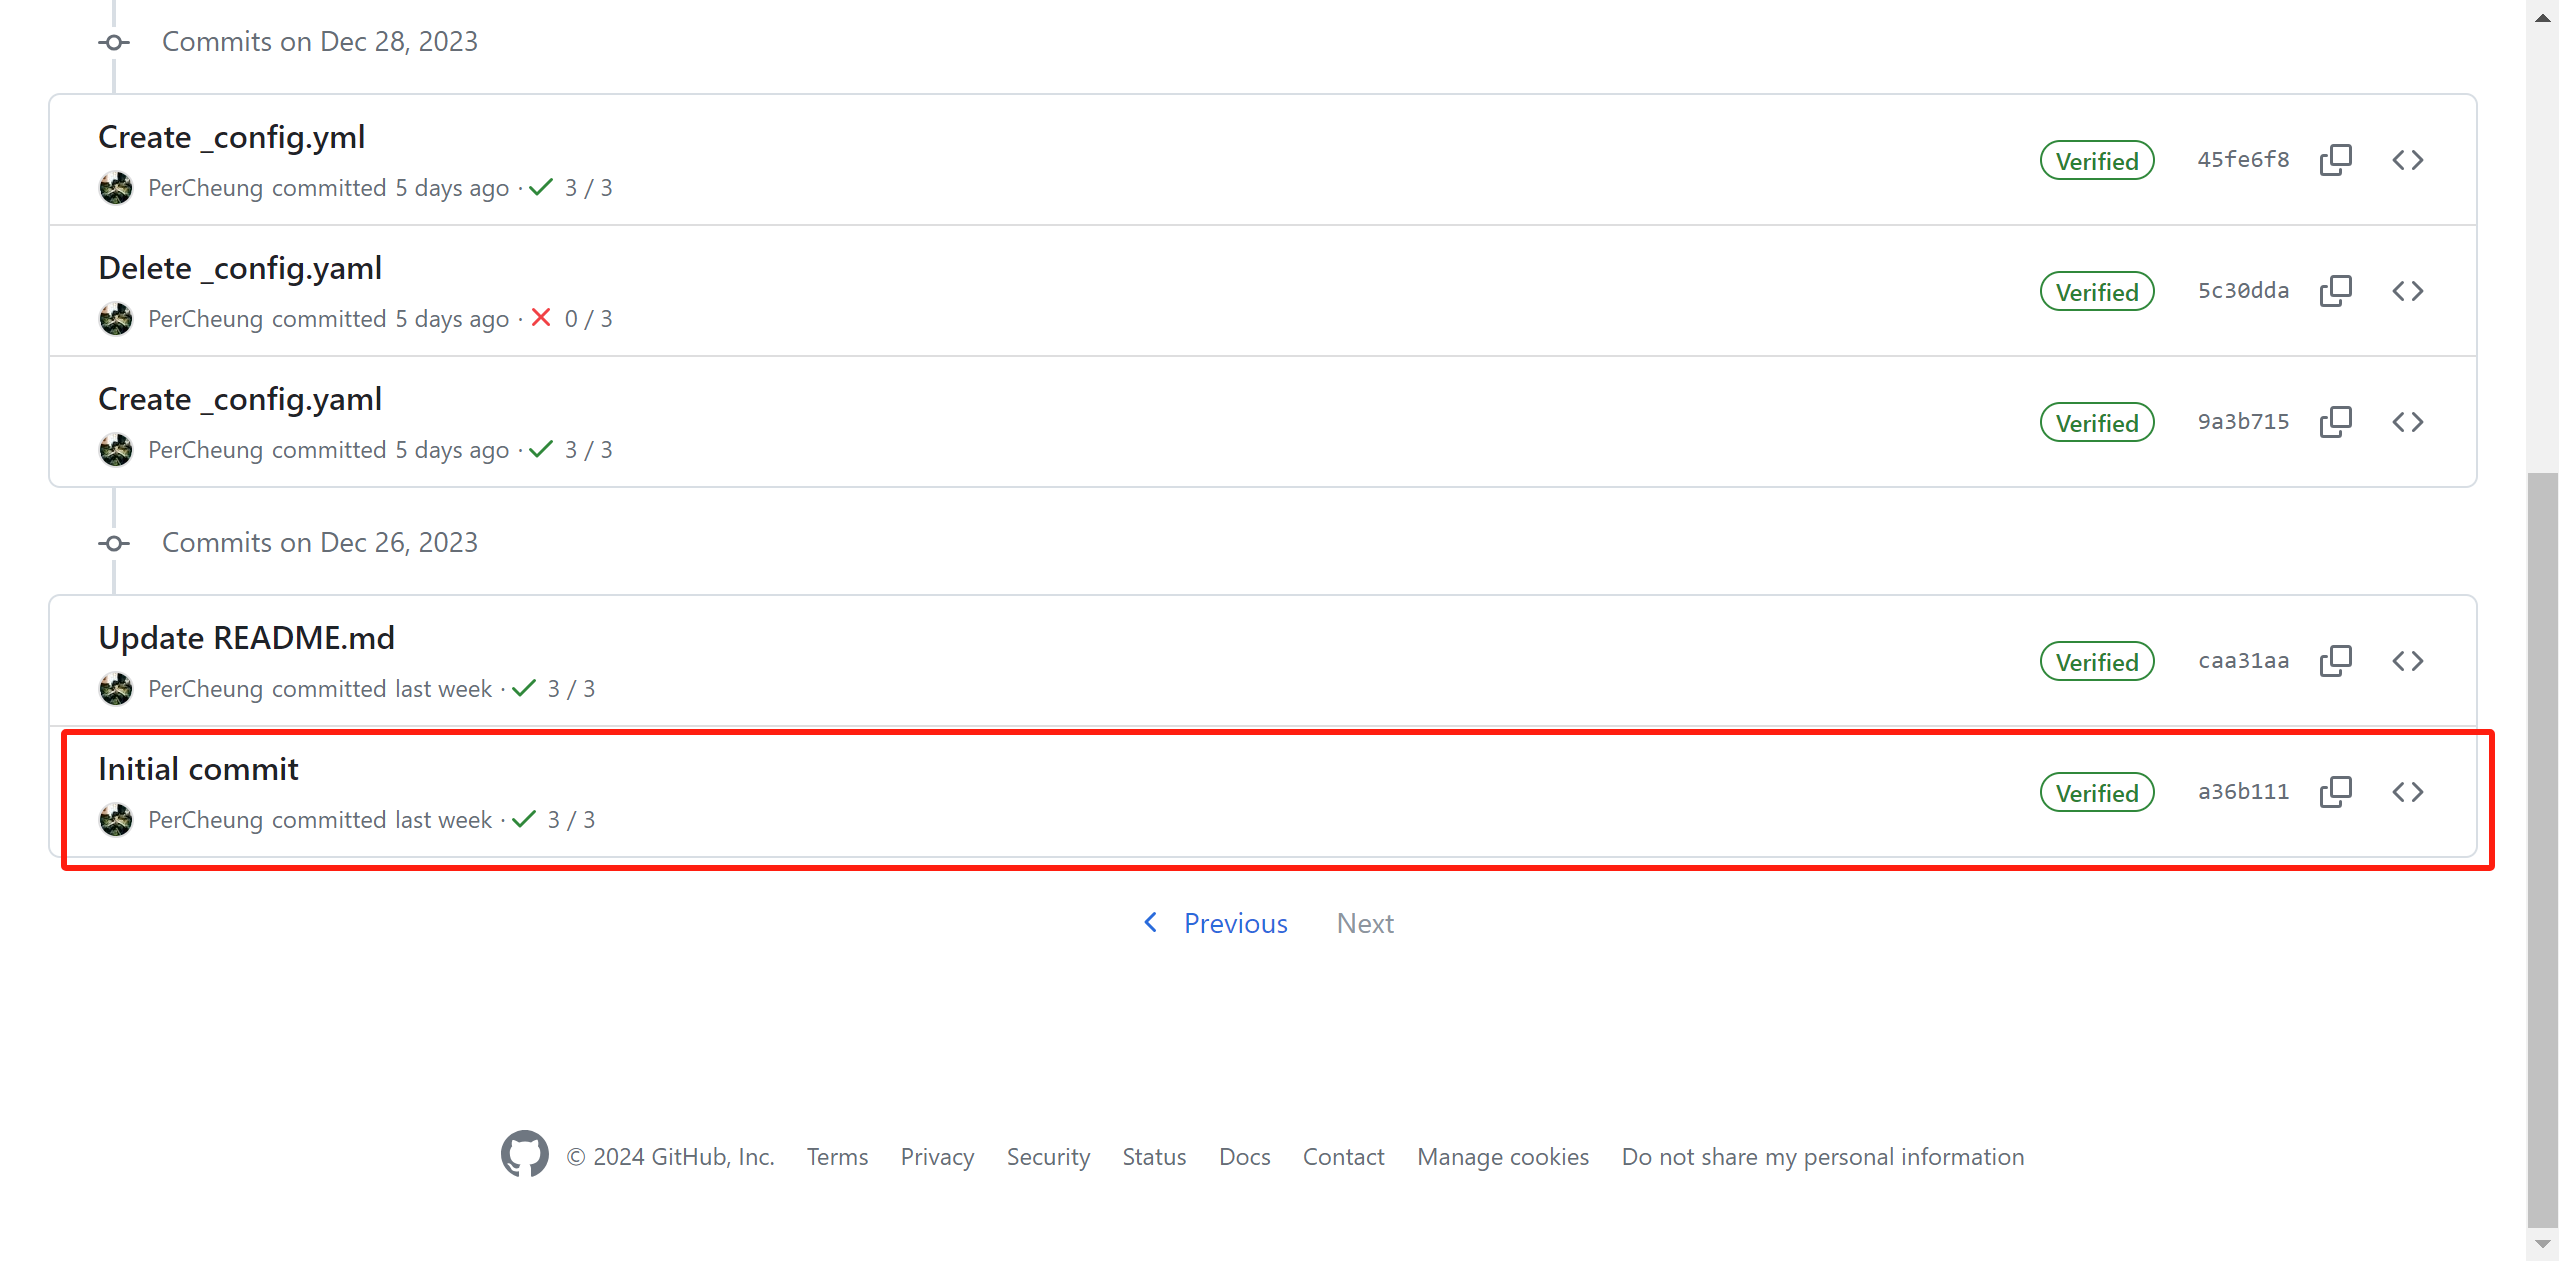 Commits on Dec 28, 2023
Create _config.yml
PerCheung committed 5 days ago · 3 / 3
Verified
45fe6f8
Delete _config.yaml
PerCheung committed 5 days ago · 0 / 3
Verified
5c30dda
Create _config.yaml
PerCheung committed 5 days ago · 3 / 3
Verified
9a3b715
Commits on Dec 26, 2023
Update README.md
PerCheung committed last week · 3 / 3
Verified
caa31aa
Initial commit
PerCheung committed last week · 3 / 3
Verified
a36b111
Previous Next
© 2024 GitHub, Inc. Terms Privacy Security Status Docs Contact Manage cookies Do not share my personal information